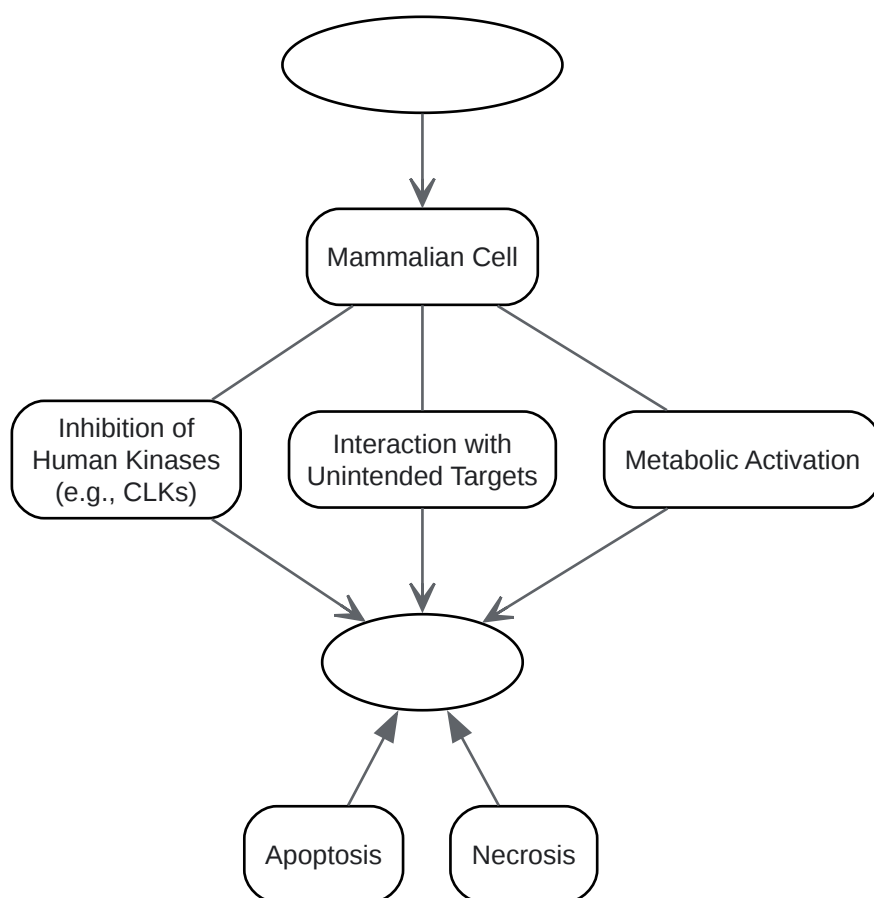 Mammalian Cell
Inhibition of
Human Kinases
(e.g., CLKs)
Interaction with
Unintended Targets
Metabolic Activation
Apoptosis
Necrosis